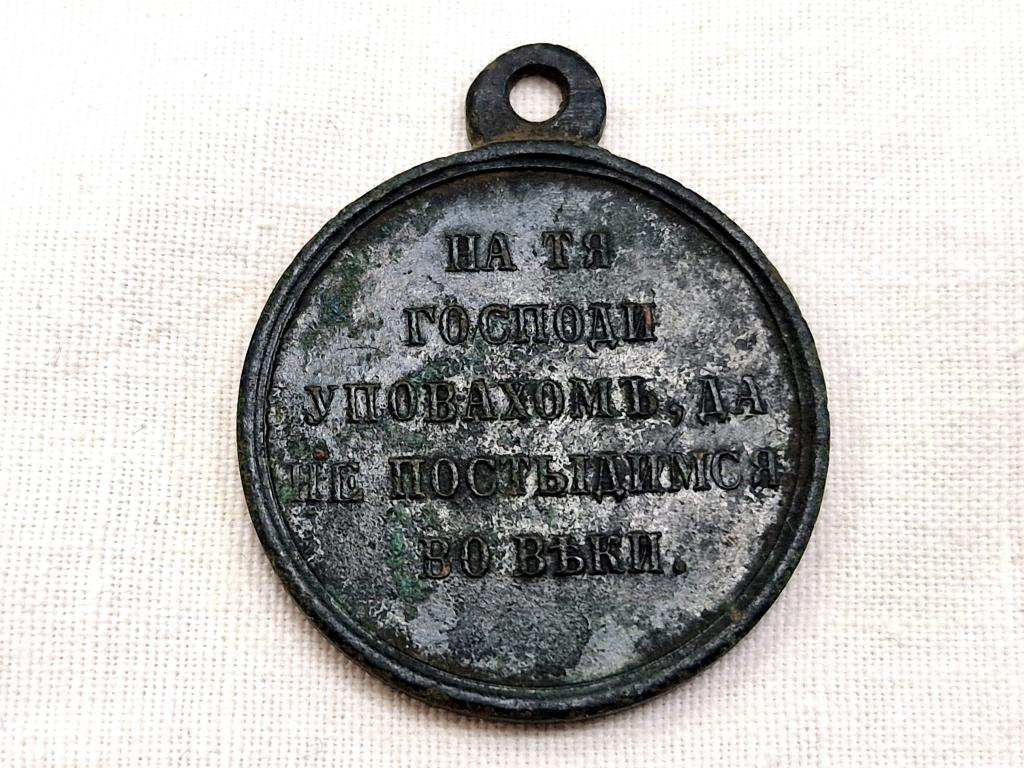 НА ТЯ
ГОСПОДИ
УПОВАХОМЪ, ДА
НЕ ПОСТЫДИМСЯ
ВО ВѢКИ.